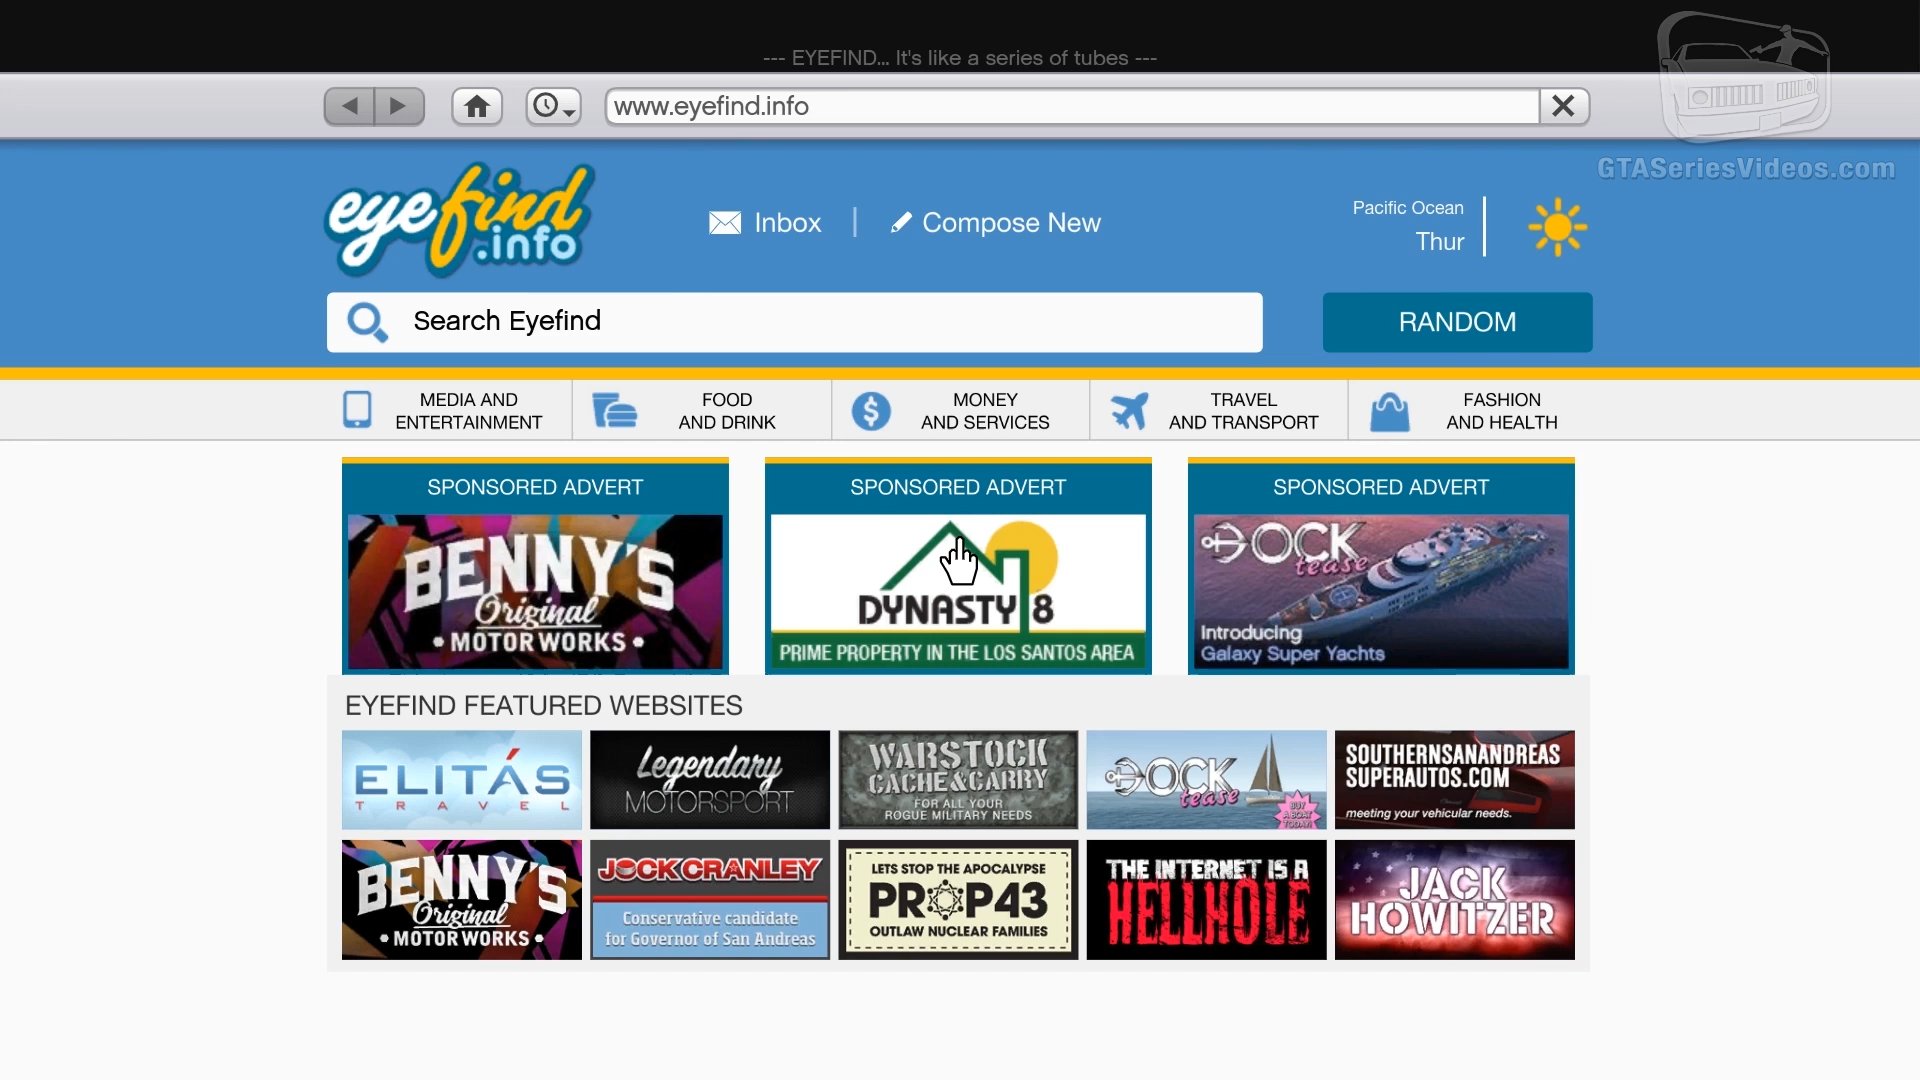 --- EYEFIND... It's like a series of tubes ---
www.eyefind.info
GTASeriesVideos.com
eyefind
.info
Inbox
Compose New
Pacific Ocean
Thur
Search Eyefind
RANDOM
MEDIA AND
ENTERTAINMENT
FOOD
AND DRINK
MONEY
AND SERVICES
TRAVEL
AND TRANSPORT
FASHION
AND HEALTH
SPONSORED ADVERT
BENNY'S
Original
MOTOR WORKS
SPONSORED ADVERT
DYNASTY 8
PRIME PROPERTY IN THE LOS SANTOS AREA
SPONSORED ADVERT
DOCK
tease
Introducing
Galaxy Super Yachts
EYEFIND FEATURED WEBSITES
ELITÁS
TRAVEL
Legendary
MOTORSPORT
WARSTOCK
CACHE&CARRY
FOR ALL YOUR
ROGUE MILITARY NEEDS
DOCK
tease
BUY
A BOAT
TODAY!
SOUTHERNSANANDREAS
SUPERAUTOS.COM
meeting your vehicular needs.
BENNY'S
Original
MOTOR WORKS
JOCK CRANLEY
Conservative candidate
for Governor of San Andreas
LETS STOP THE APOCALYPSE
PROP43
OUTLAW NUCLEAR FAMILIES
THE INTERNET IS A
HELLHOLE
JACK
HOWITZER